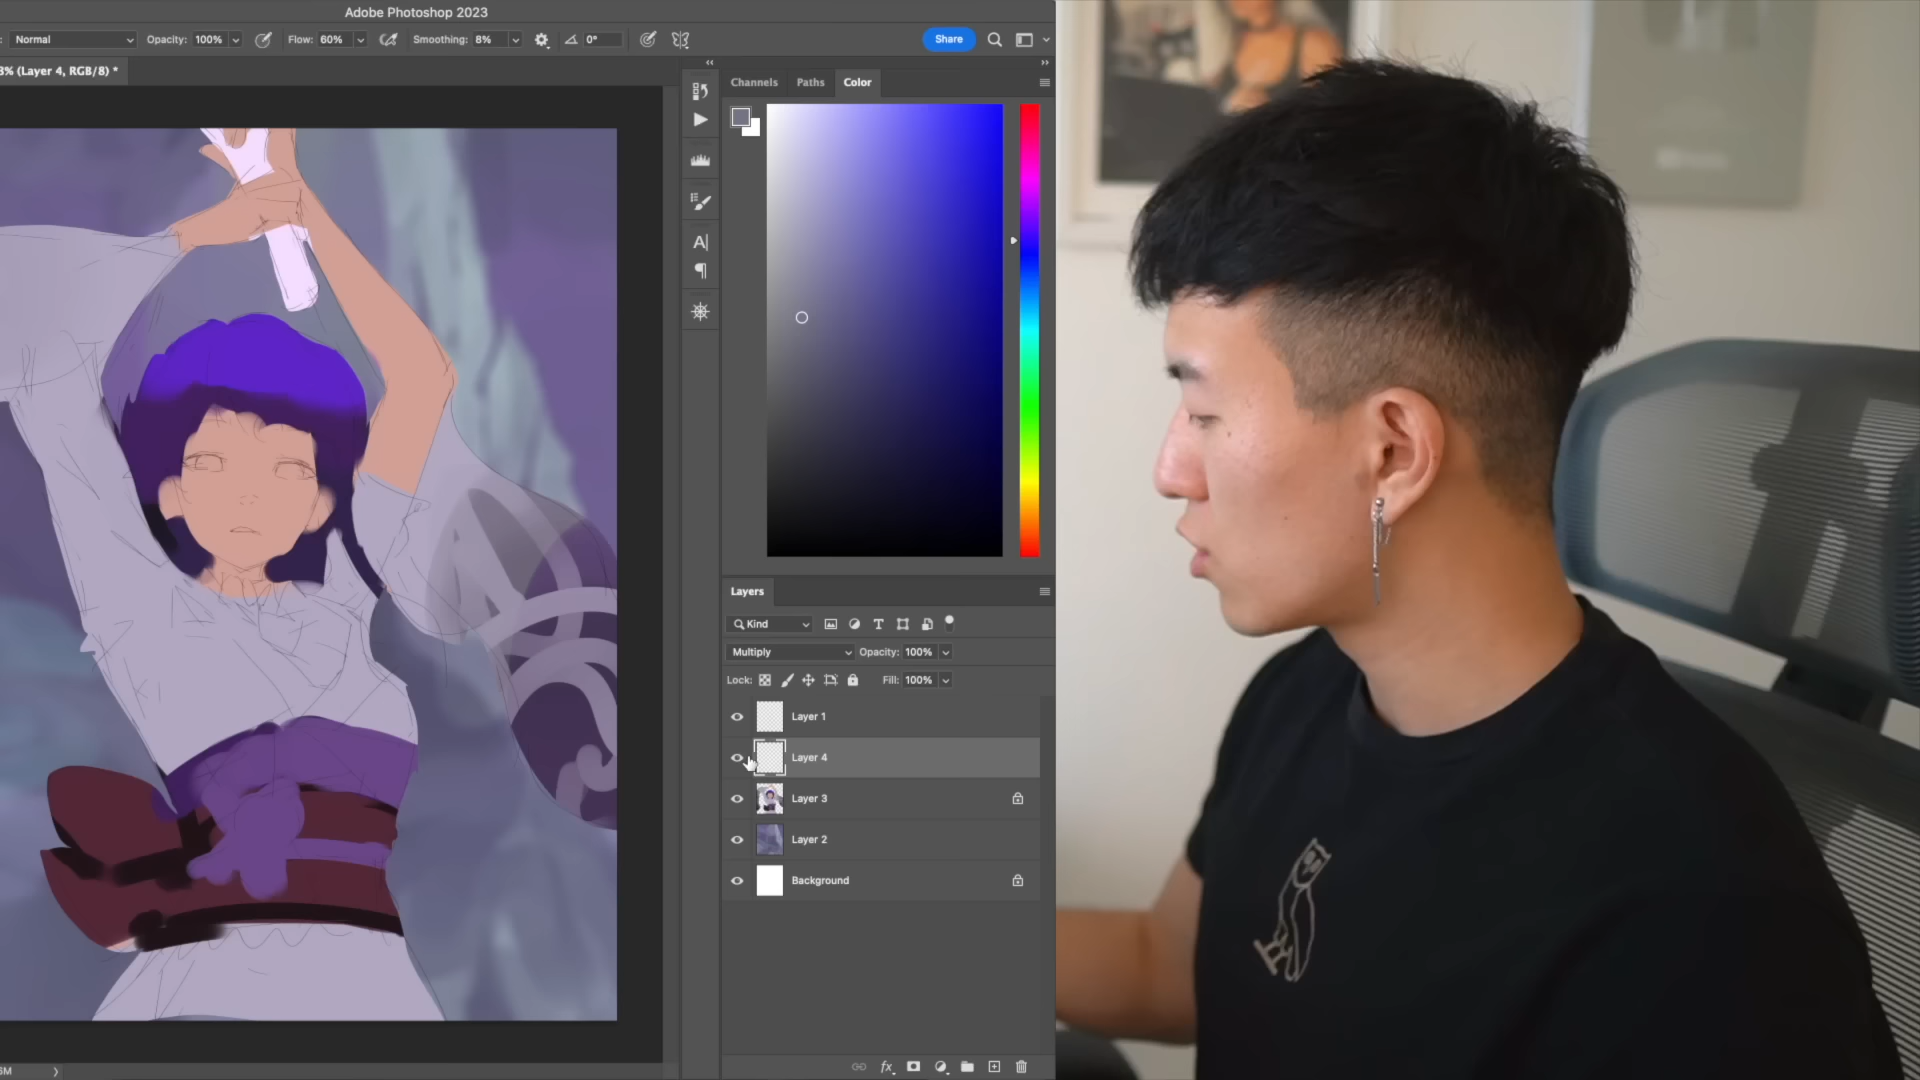 Adobe Photoshop 2023
Normal
Opacity: 100%
Flow: 60%
Smoothing: 8%
0°
Share
3% (Layer 4, RGB/8) *
Channels
Paths
Color
Layers
Kind
Multiply
Opacity: 100%
Lock:
Fill: 100%
Layer 1
Layer 4
Layer 3
Layer 2
Background
fx